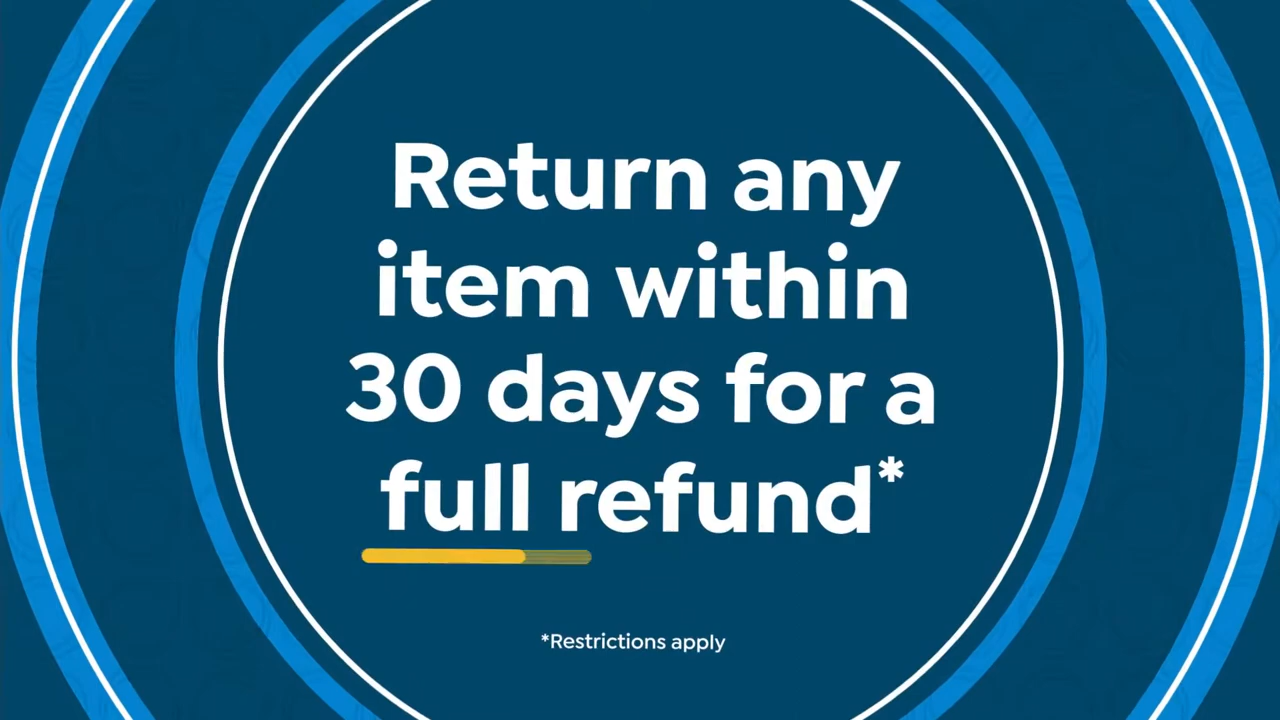 Return any
item within
30 days for a
full refund*
*Restrictions apply